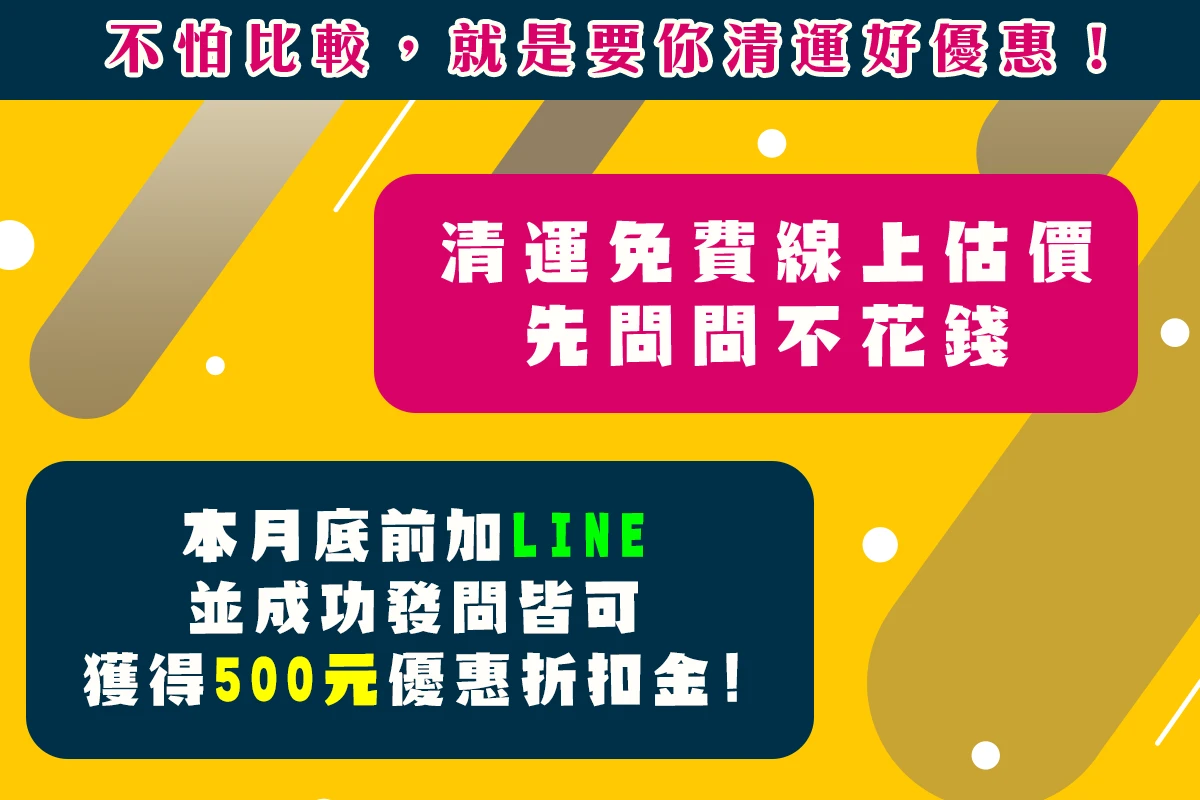 不怕比較，就是要你清運好優惠！
清運免費線上估價
先問問不花錢
本月底前加LINE
並成功發問皆可
獲得500元優惠折扣金！